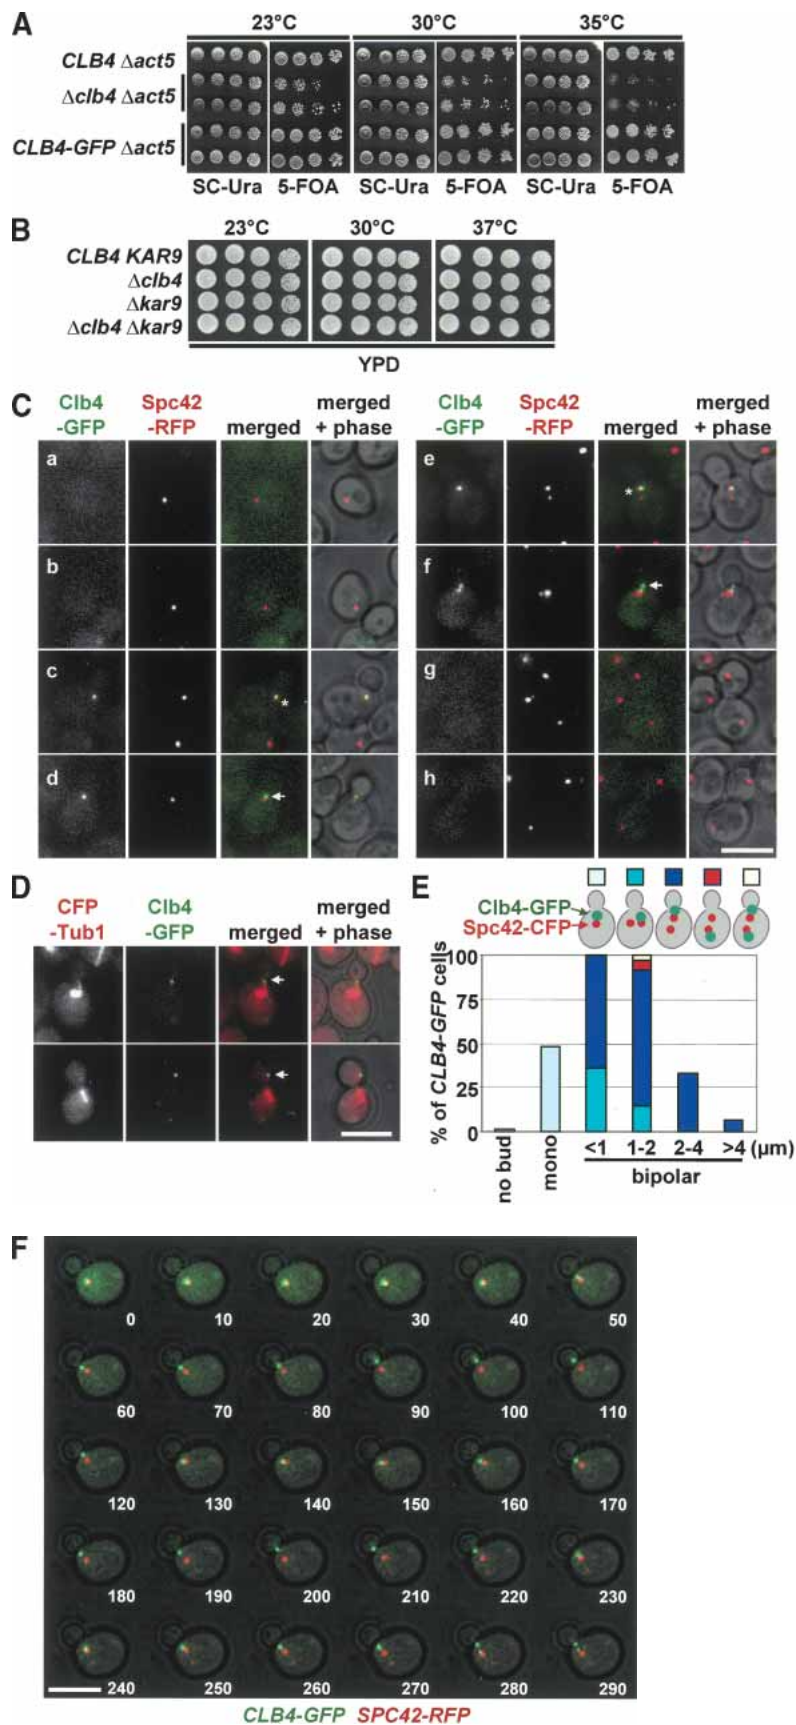 A
23°C 30°C 35°C
CLB4 Δact5
Δclb4 Δact5
CLB4-GFP Δact5
SC-Ura 5-FOA SC-Ura 5-FOA SC-Ura 5-FOA
B
23°C 30°C 37°C
CLB4 KAR9
Δclb4
Δkar9
Δclb4 Δkar9
YPD
C
Clb4 -GFP Spc42 -RFP merged merged + phase
Clb4 -GFP Spc42 -RFP merged merged + phase
a
b
c
*
d
e
*
f
g
h
D
CFP -Tub1 Clb4 -GFP merged merged + phase
E
Clb4-GFP
Spc42-CFP
% of CLB4-GFP cells
100
75
50
25
0
no bud mono <1 1-2 2-4 >4 (μm)
bipolar
F
0 10 20 30 40 50
60 70 80 90 100 110
120 130 140 150 160 170
180 190 200 210 220 230
240 250 260 270 280 290
CLB4-GFP SPC42-RFP